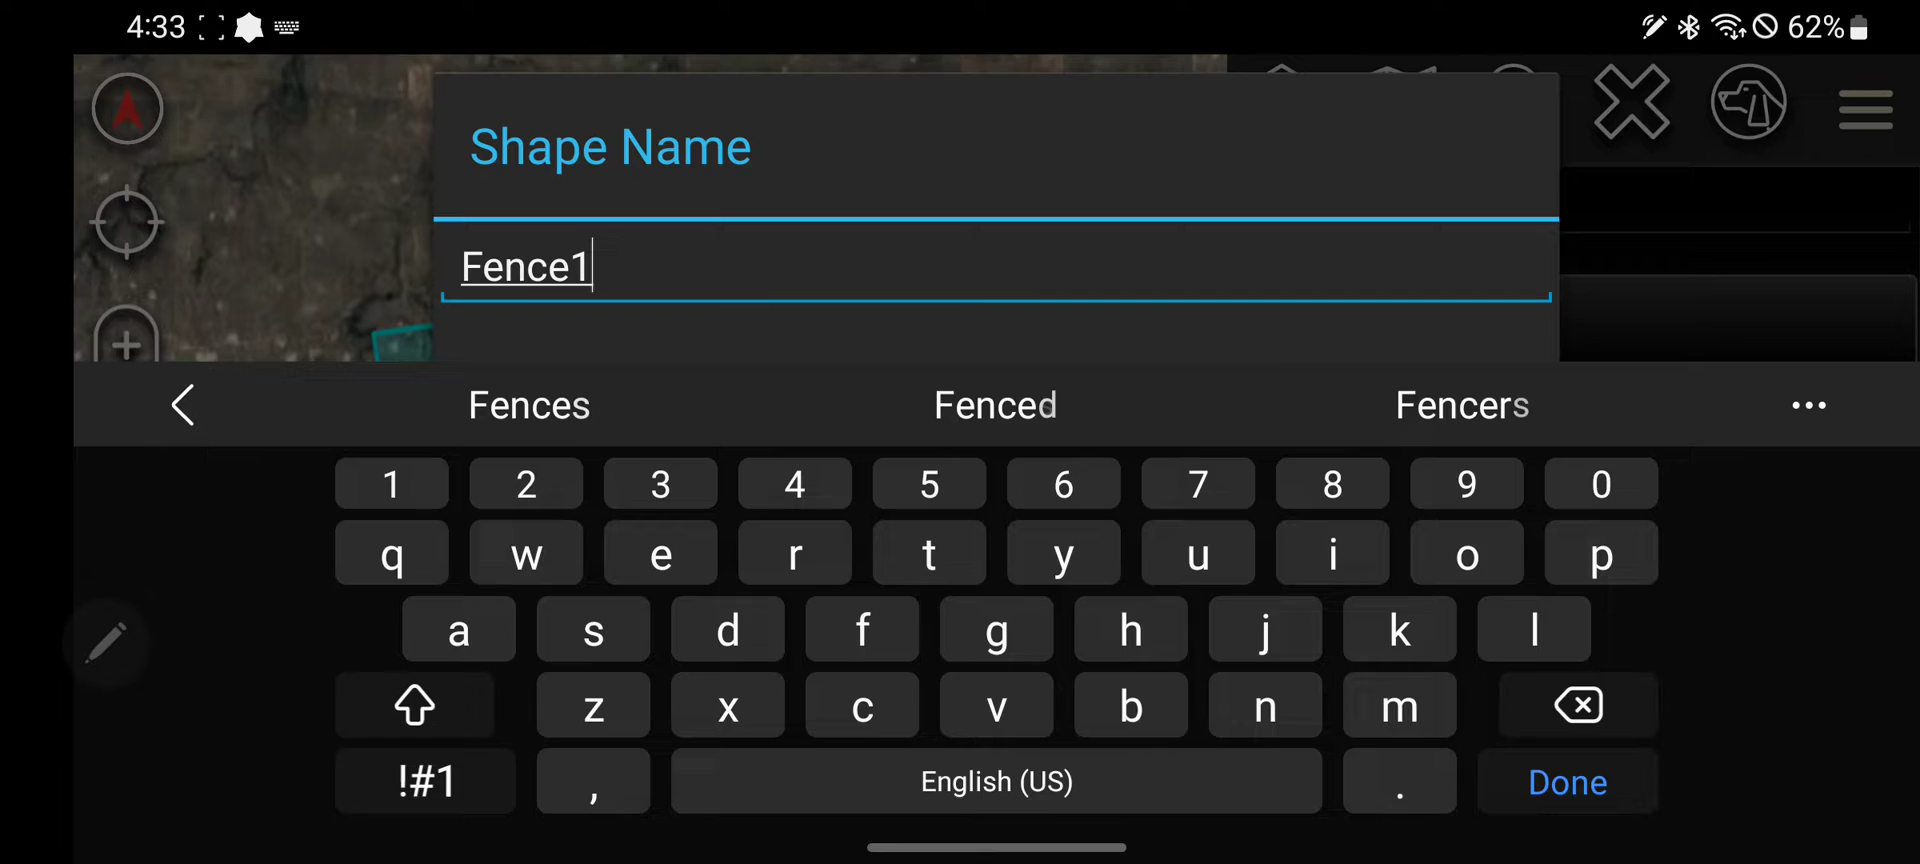 4:33 62%
Shape Name
Fence1
Fences Fenced Fencers ...
1 2 3 4 5 6 7 8 9 0
q w e r t y u i o p
a s d f g h j k l
z x c v b n m
!#1 , English (US) . Done